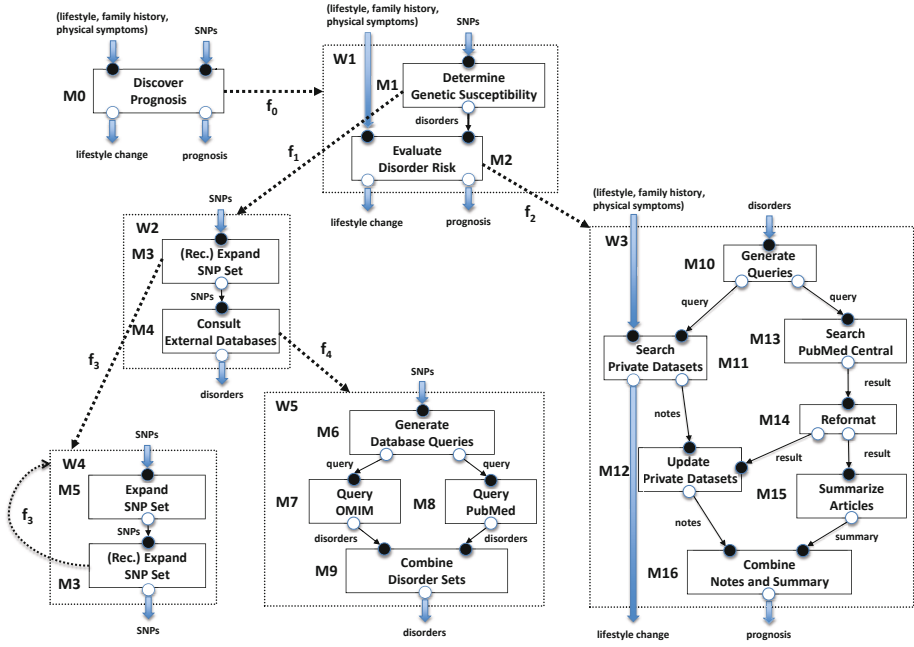 (lifestyle, family history,
physical symptoms)
SNPs
M0
Discover
Prognosis
lifestyle change
prognosis
f0
(lifestyle, family history,
physical symptoms)
SNPs
W1
M1
Determine
Genetic Susceptibility
disorders
Evaluate
Disorder Risk
M2
lifestyle change
prognosis
f1
f2
SNPs
W2
M3
(Rec.) Expand
SNP Set
SNPs
M4
Consult
External Databases
disorders
f3
f4
SNPs
W4
M5
Expand
SNP Set
SNPs
f3
M3
(Rec.) Expand
SNP Set
SNPs
SNPs
W5
M6
Generate
Database Queries
query
query
M7
Query
OMIM
M8
Query
PubMed
disorders
disorders
M9
Combine
Disorder Sets
disorders
(lifestyle, family history,
physical symptoms)
disorders
W3
M10
Generate
Queries
query
query
M13
Search
PubMed Central
Search
Private Datasets
M11
result
notes
M14
Reformat
result
result
M12
Update
Private Datasets
M15
Summarize
Articles
notes
summary
M16
Combine
Notes and Summary
lifestyle change
prognosis